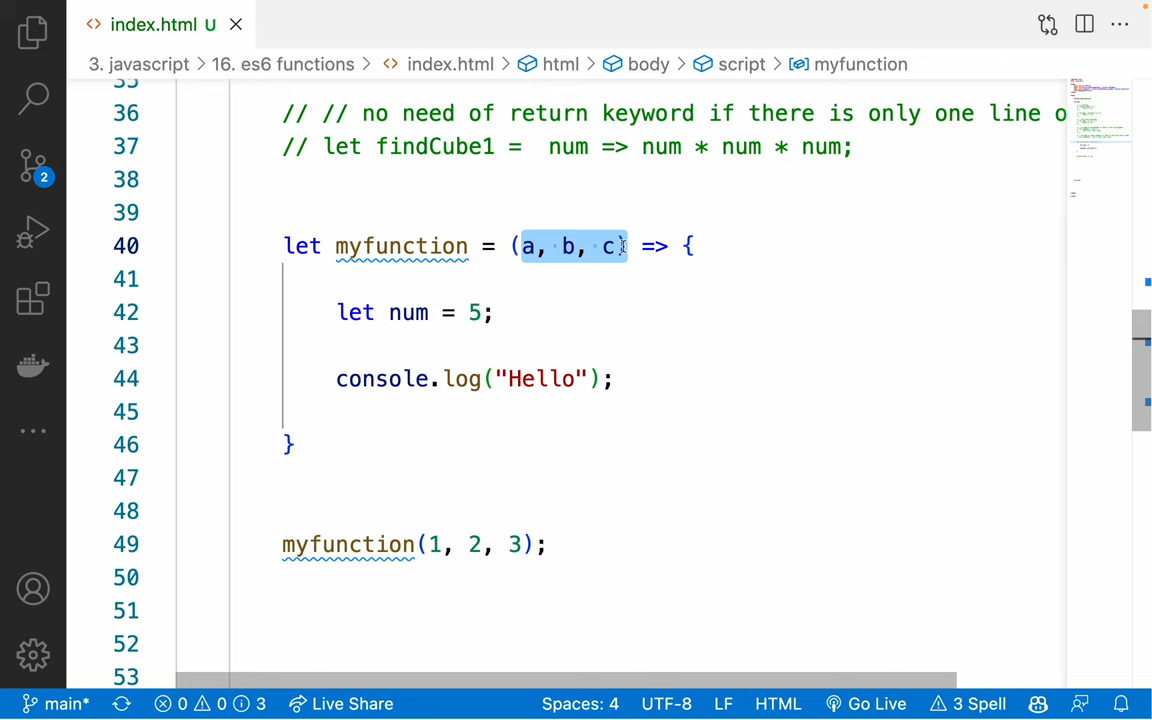 index.html U
3. javascript > 16. es6 functions > index.html > html > body > script > myfunction
35
36 // // no need of return keyword if there is only one line o
37 // let findCube1 =  num => num * num * num;
38
39
40 let myfunction = (a, b, c) => {
41
42 let num = 5;
43
44 console.log("Hello");
45
46 }
47
48
49 myfunction(1, 2, 3);
50
51
52
53
2
main* 0 0 3 Live Share Spaces: 4 UTF-8 LF HTML Go Live 3 Spell